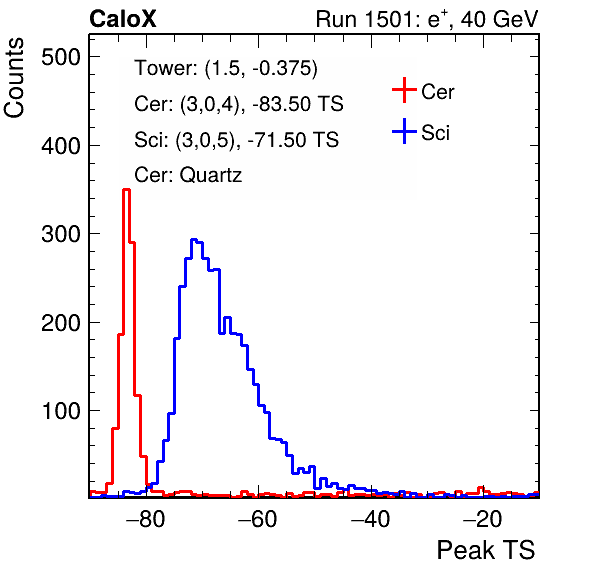 CaloX Run 1501: e⁺, 40 GeV
Counts
500
400
300
200
100
Tower: (1.5, -0.375)
Cer: (3,0,4), -83.50 TS
Sci: (3,0,5), -71.50 TS
Cer: Quartz
Cer
Sci
−80 −60 −40 −20
Peak TS